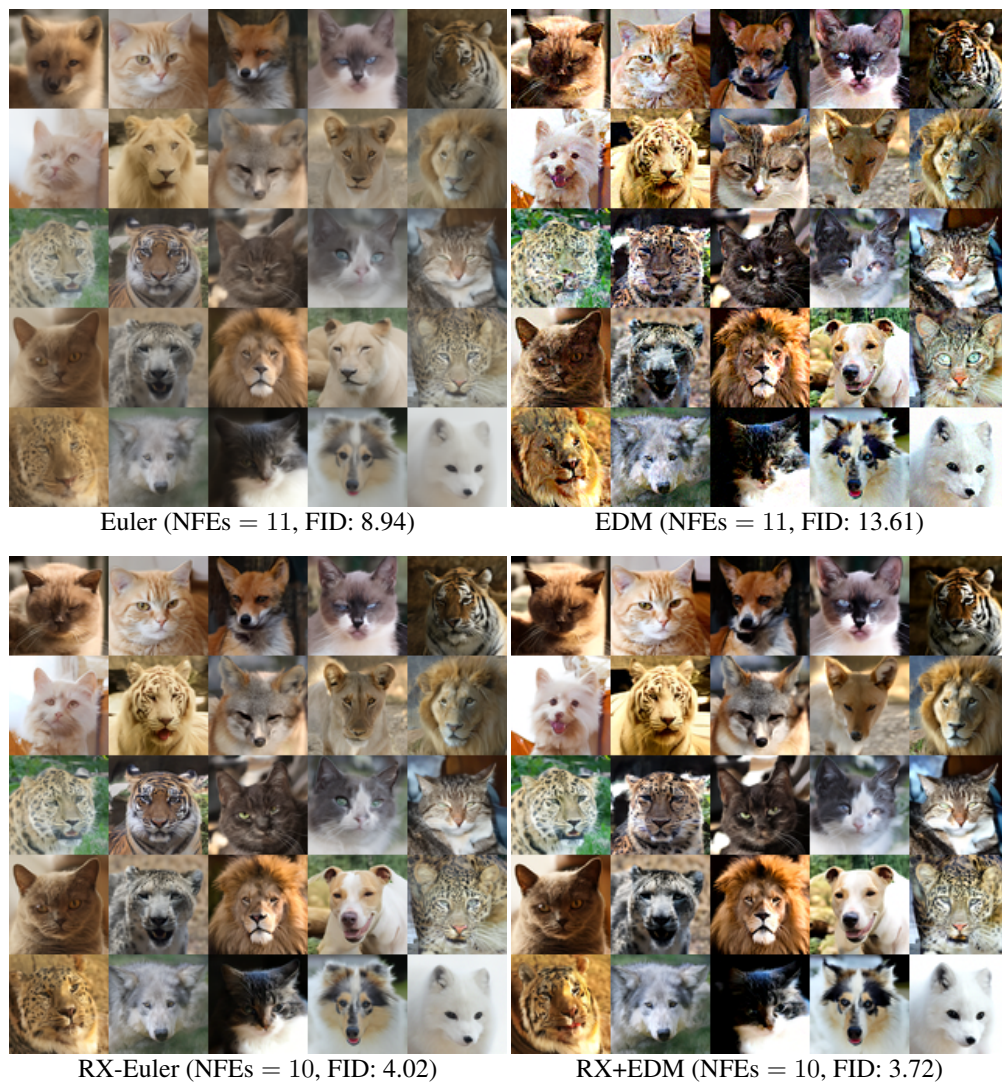 Euler (NFEs = 11, FID: 8.94)
EDM (NFEs = 11, FID: 13.61)
RX-Euler (NFEs = 10, FID: 4.02)
RX+EDM (NFEs = 10, FID: 3.72)